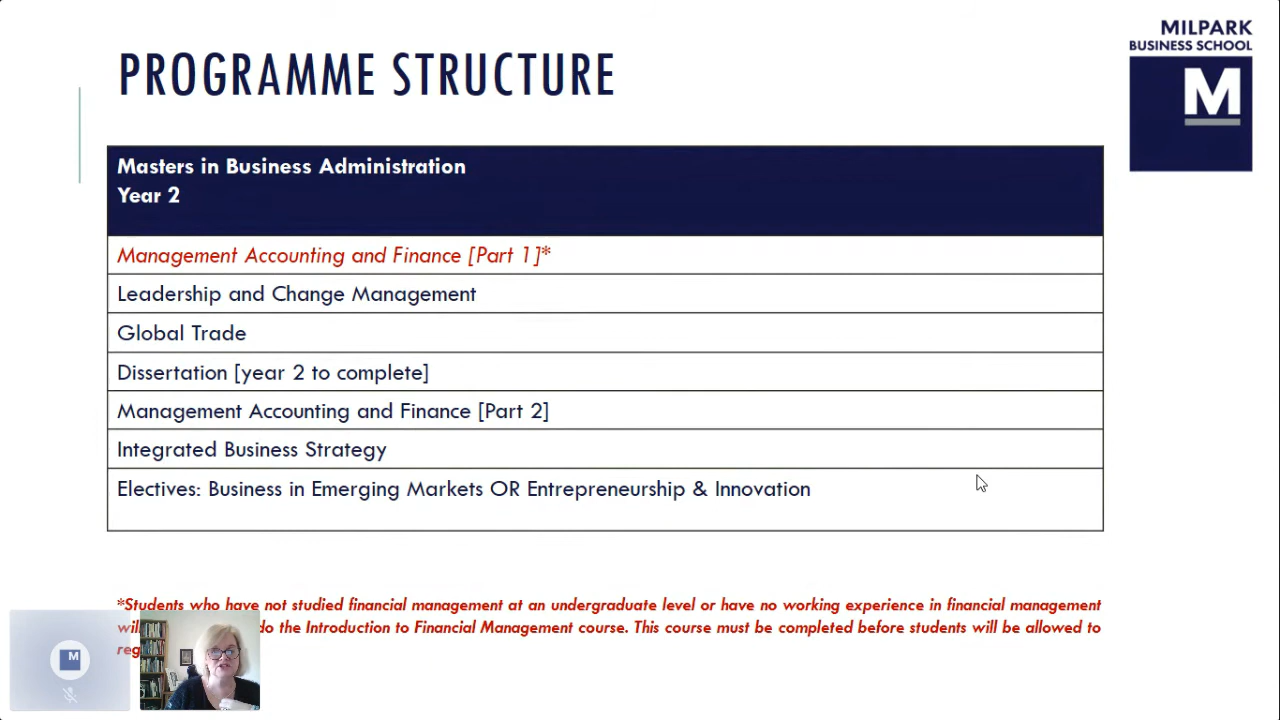 MILPARK
BUSINESS SCHOOL
M
PROGRAMME STRUCTURE
Masters in Business Administration
Year 2
Management Accounting and Finance [Part 1]*
Leadership and Change Management
Global Trade
Dissertation [year 2 to complete]
Management Accounting and Finance [Part 2]
Integrated Business Strategy
Electives: Business in Emerging Markets OR Entrepreneurship & Innovation
*Students who have not studied financial management at an undergraduate level or have no working experience in financial management
do the Introduction to Financial Management course. This course must be completed before students will be allowed to
M